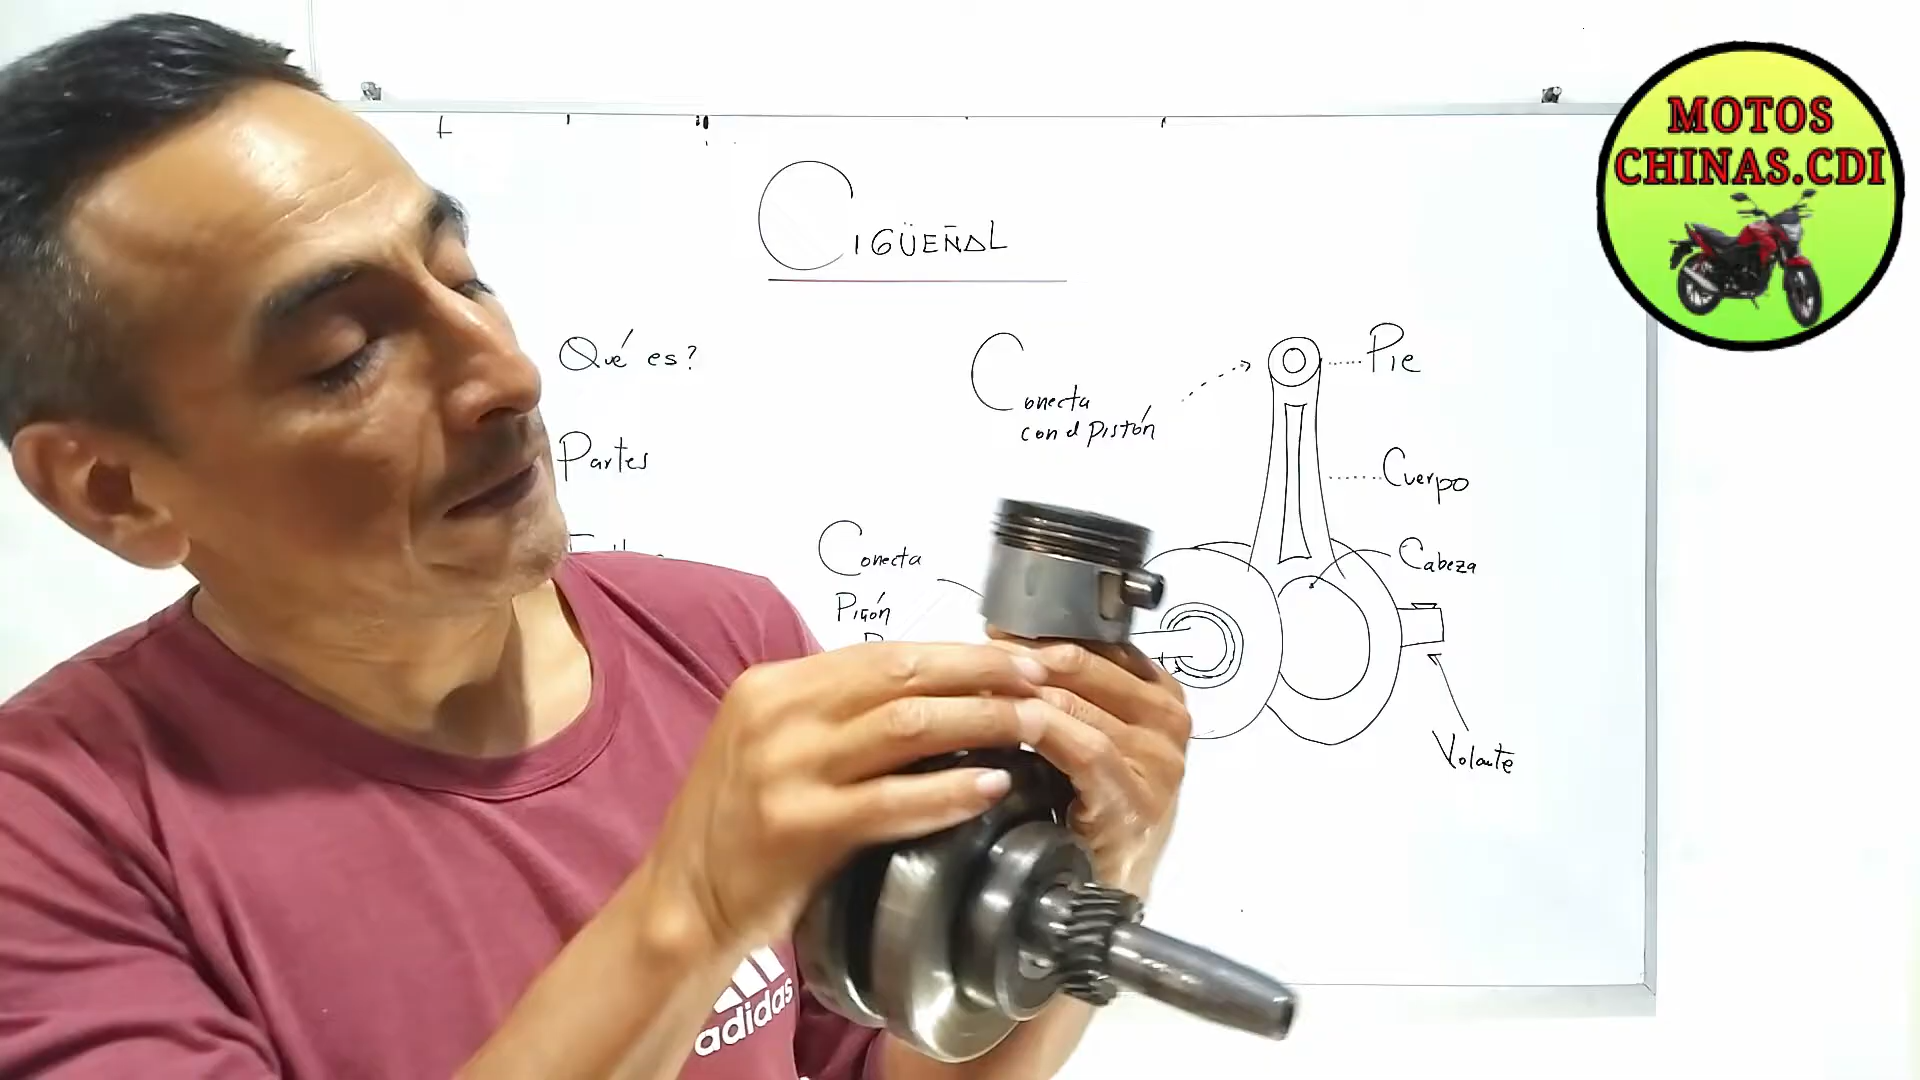 MOTOS
CHINAS.CDI
CIGÜEÑAL
Qué es?
Partes
Conecta
con el Pistón
Pie
Cuerpo
Cabeza
Conecta
Piñón
Volante
adidas